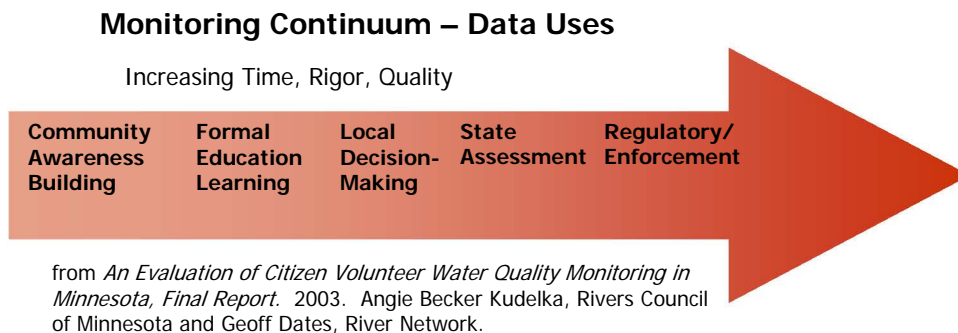 Monitoring Continuum – Data Uses
Increasing Time, Rigor, Quality
Community
Awareness
Building
Formal
Education
Learning
Local
Decision-
Making
State
Assessment
Regulatory/
Enforcement
from An Evaluation of Citizen Volunteer Water Quality Monitoring in
Minnesota, Final Report. 2003. Angie Becker Kudelka, Rivers Council
of Minnesota and Geoff Dates, River Network.